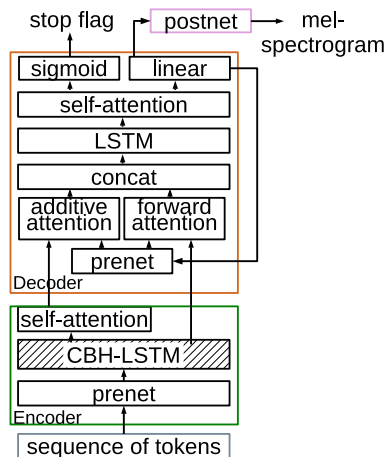 stop flag
postnet
mel-
spectrogram
sigmoid
linear
self-attention
LSTM
concat
additive
attention
forward
attention
prenet
Decoder
self-attention
CBH-LSTM
prenet
Encoder
sequence of tokens